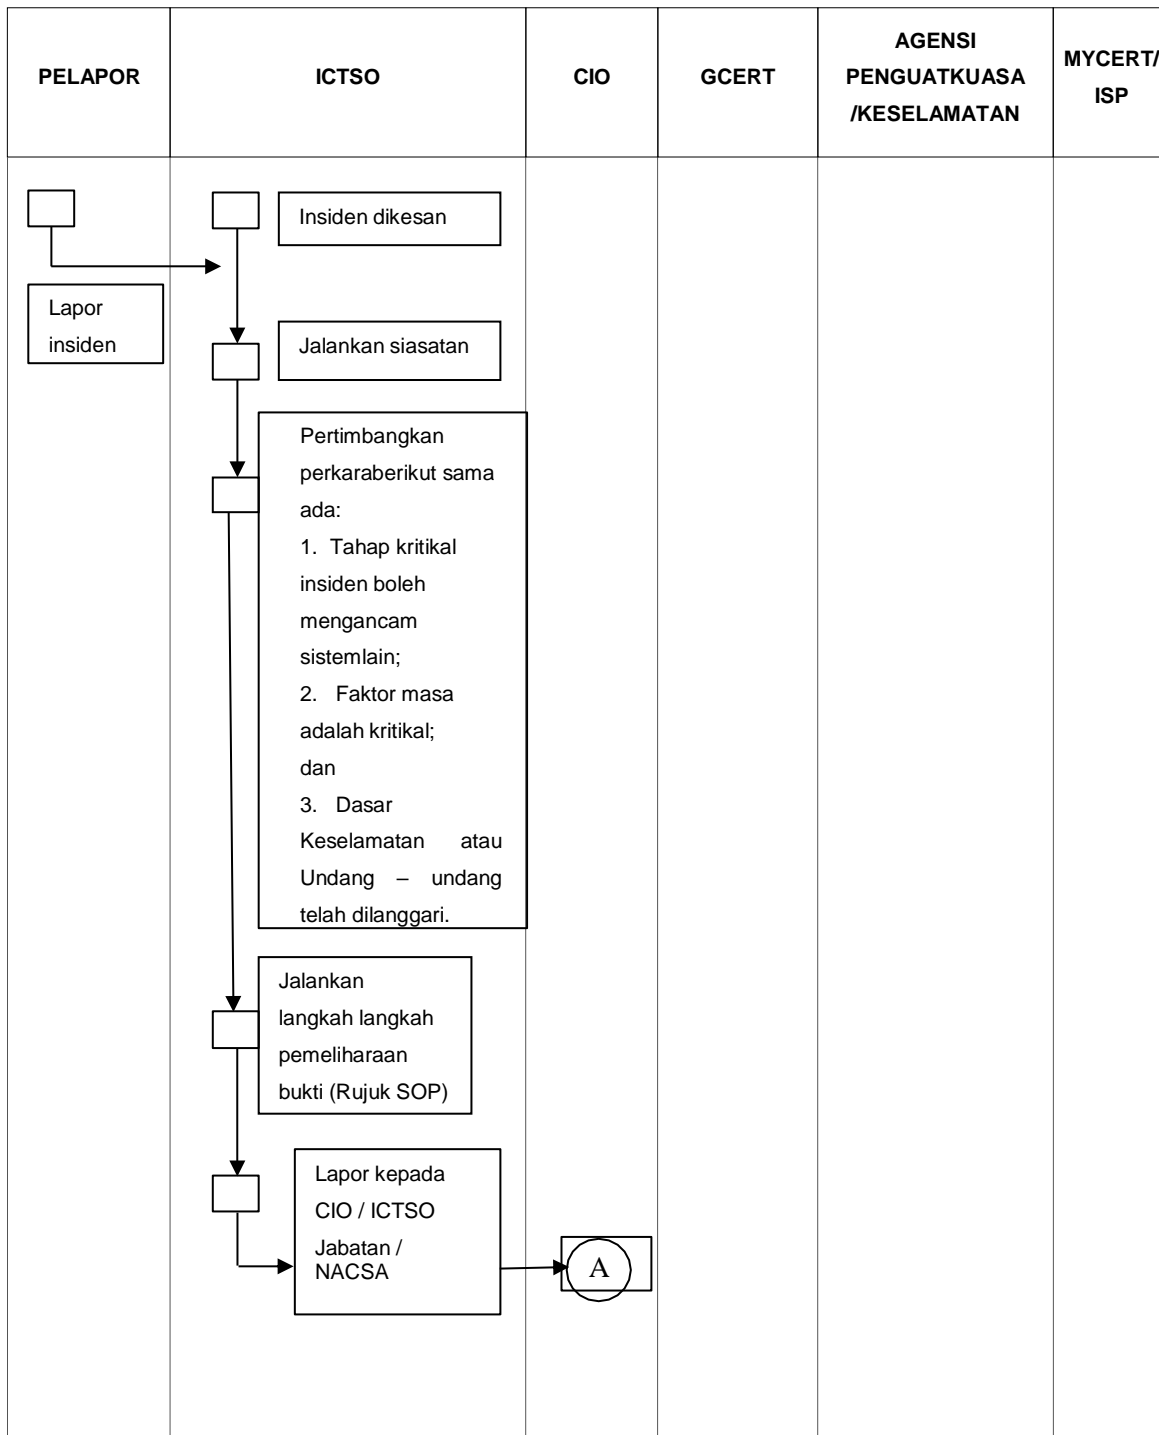 PELAPOR
ICTSO
CIO
GCERT
AGENSI
PENGUATKUASA
/KESELAMATAN
MYCERT/
ISP
Insiden dikesan
Lapor
insiden
Jalankan siasatan
Pertimbangkan
perkaraberikut sama
ada:
1. Tahap kritikal
insiden boleh
mengancam
sistemlain;
2. Faktor masa
adalah kritikal;
dan
3. Dasar
Keselamatan atau
Undang – undang
telah dilanggari.
Jalankan
langkah langkah
pemeliharaan
bukti (Rujuk SOP)
Lapor kepada
CIO / ICTSO
Jabatan /
NACSA
A